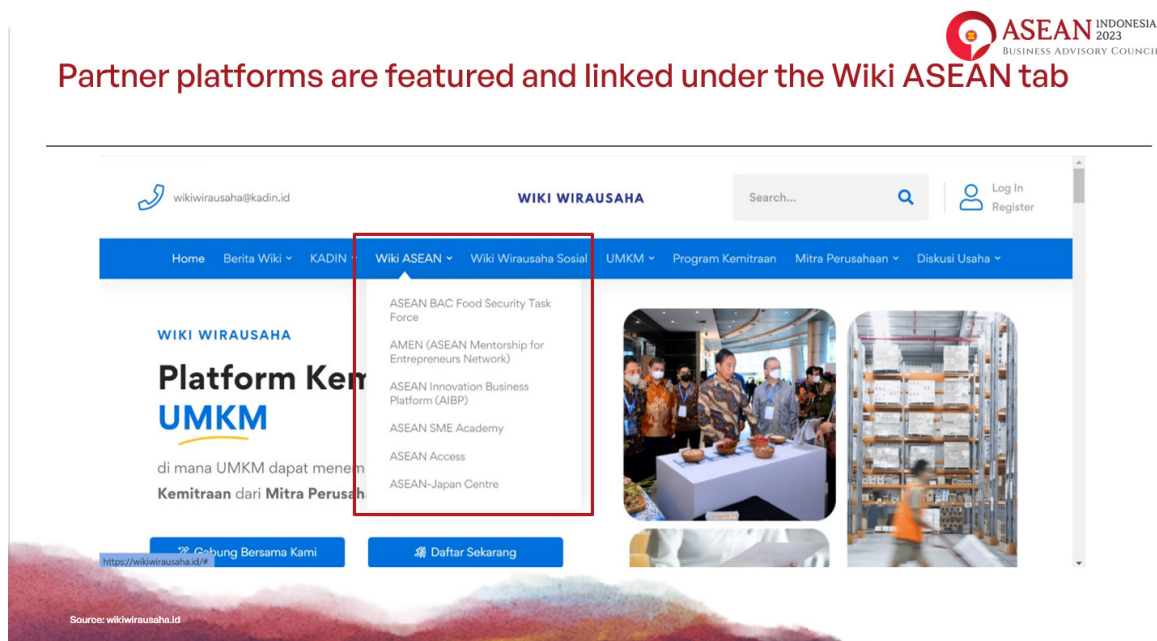 ASEAN INDONESIA
2023
BUSINESS ADVISORY COUNCIL
Partner platforms are featured and linked under the Wiki ASEAN tab
wikiwirausaha@kadin.id
WIKI WIRAUSAHA
Search...
Log In
Register
Home Berita Wiki KADIN Wiki ASEAN Wiki Wirausaha Sosial UMKM Program Kemitraan Mitra Perusahaan Diskusi Usaha
ASEAN BAC Food Security Task
Force
AMEN (ASEAN Mentorship for
Entrepreneurs Network)
ASEAN Innovation Business
Platform (AIBP)
ASEAN SME Academy
ASEAN Access
ASEAN-Japan Centre
WIKI WIRAUSAHA
Platform
UMKM
di mana UMKM dapat
Kemitraan dari Mitra
Gabung Bersama Kami
Daftar Sekarang
https://wikiwirausaha.id/#
Source: wikiwirausaha.id